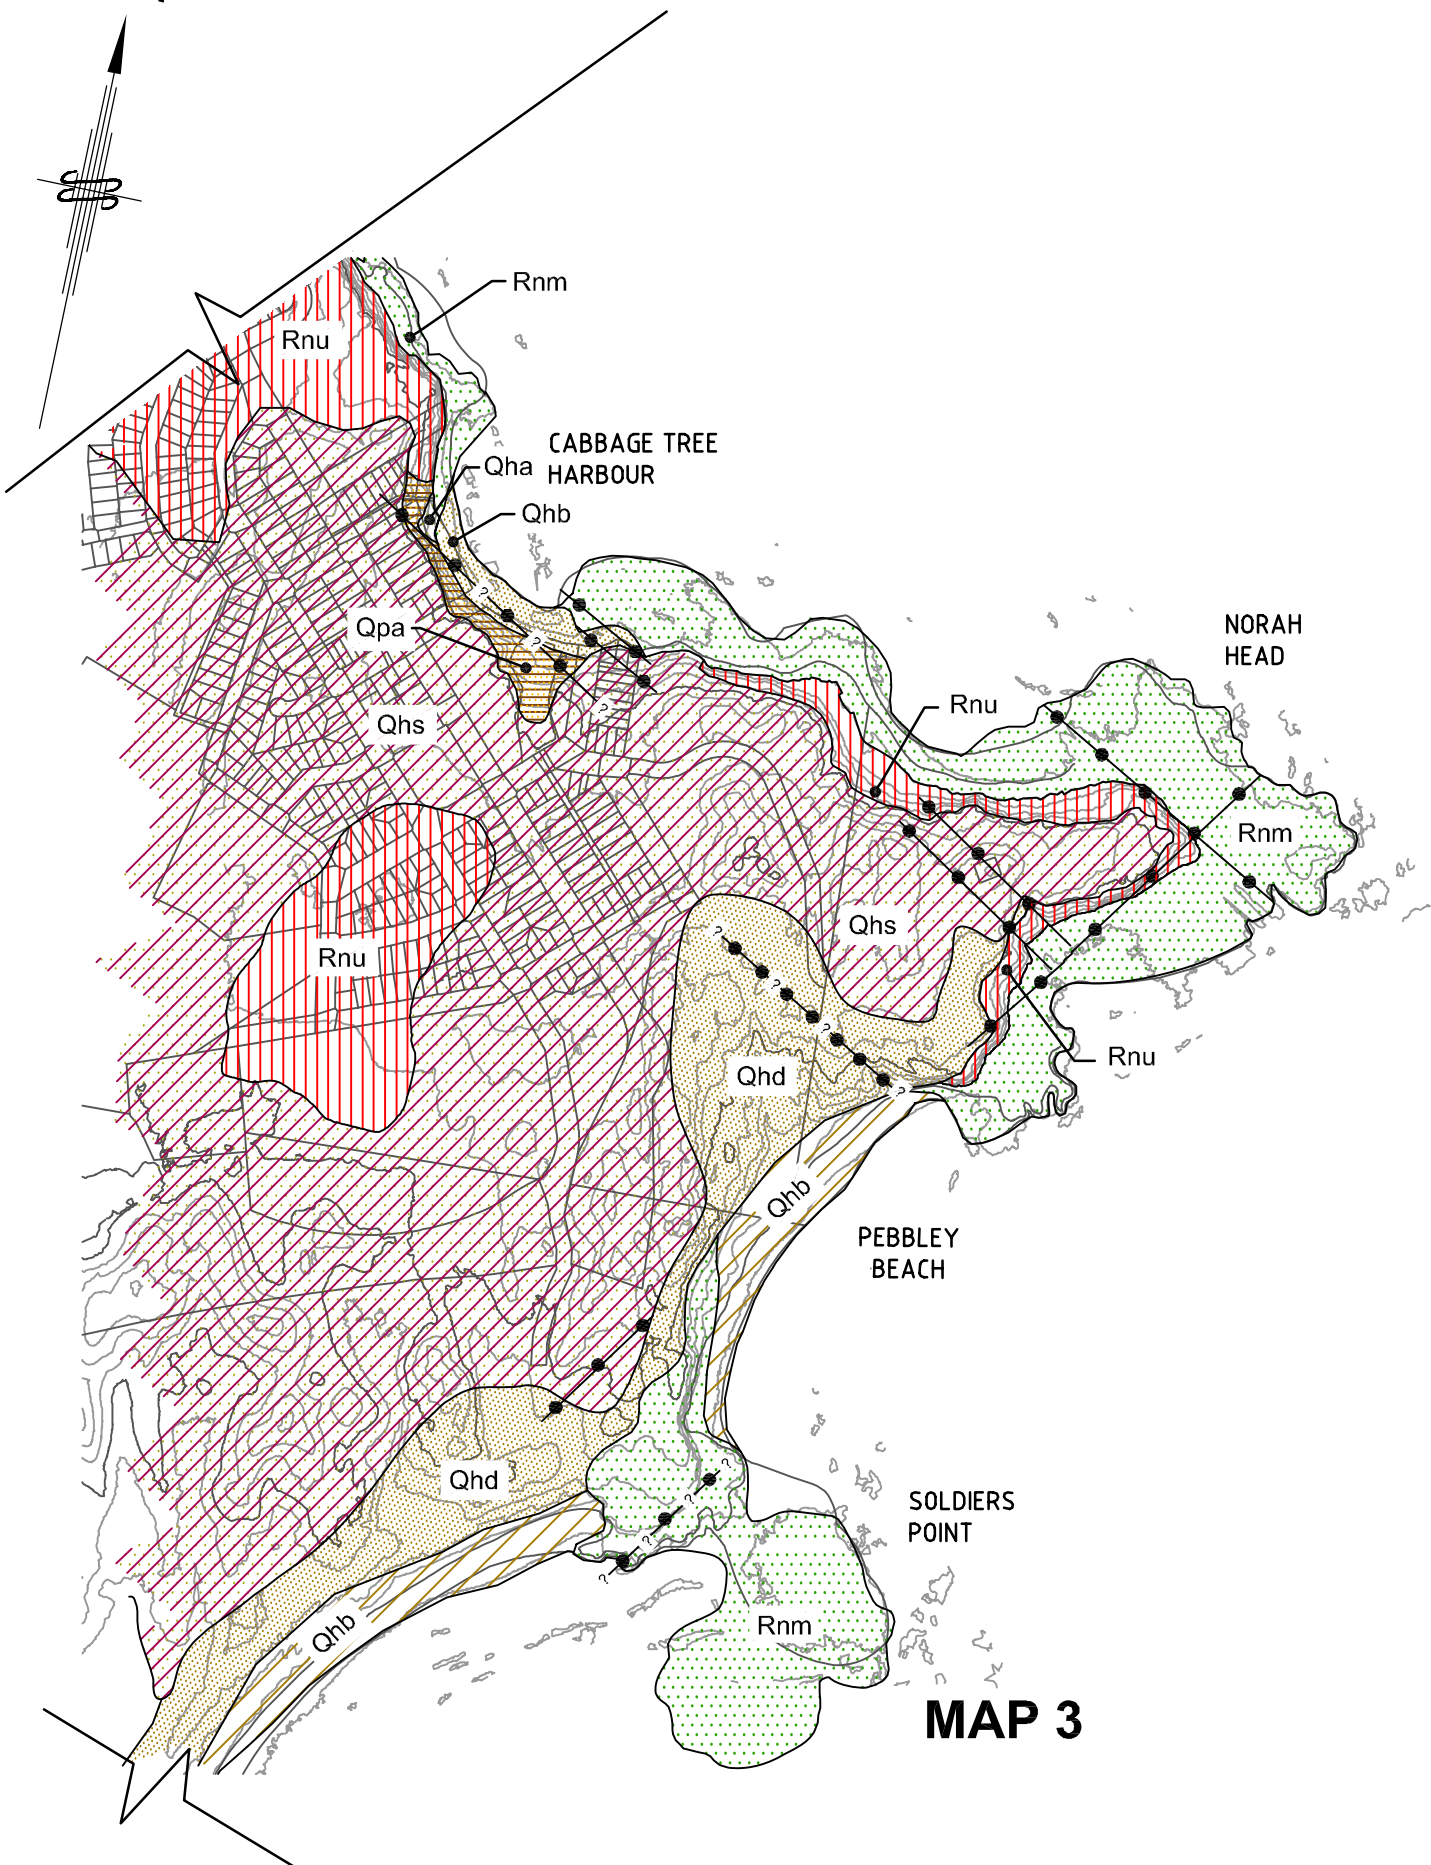 Rnm
Rnu
CABBAGE TREE
HARBOUR
Qha
Qhb
?
Qpa
?
NORAH
HEAD
Rnu
?
Qhs
Rnm
Qhs
?
Rnu
?
?
Rnu
Qhd
?
Qhb
PEBBLEY
BEACH
?
Qhd
?
SOLDIERS
POINT
?
?
Qhb
Rnm
MAP 3